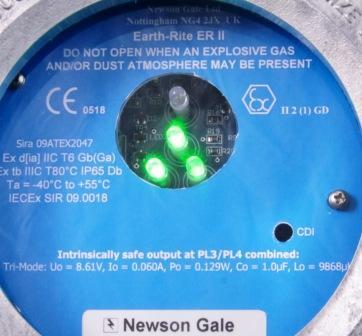 Newson Gate Ltd
Nottingham NG4 2JX UK
Earth-Rite ER II
DO NOT OPEN WHEN AN EXPLOSIVE GAS
AND/OR DUST ATMOSPHERE MAY BE PRESENT
CE 0518
Ex II 2 (1) GD
Sira 09ATEX2047
Ex d[ia] IIC T6 Gb(Ga)
Ex tb IIIC T80°C IP65 Db
Ta = -40°C to +55°C
IECEx SIR 09.0018
CDI
Intrinsically safe output at PL3/PL4 combined:
Tri-Mode: Uo = 8.61V, Io = 0.060A, Po = 0.129W, Co = 1.0µF, Lo = 9868µ
Newson Gale